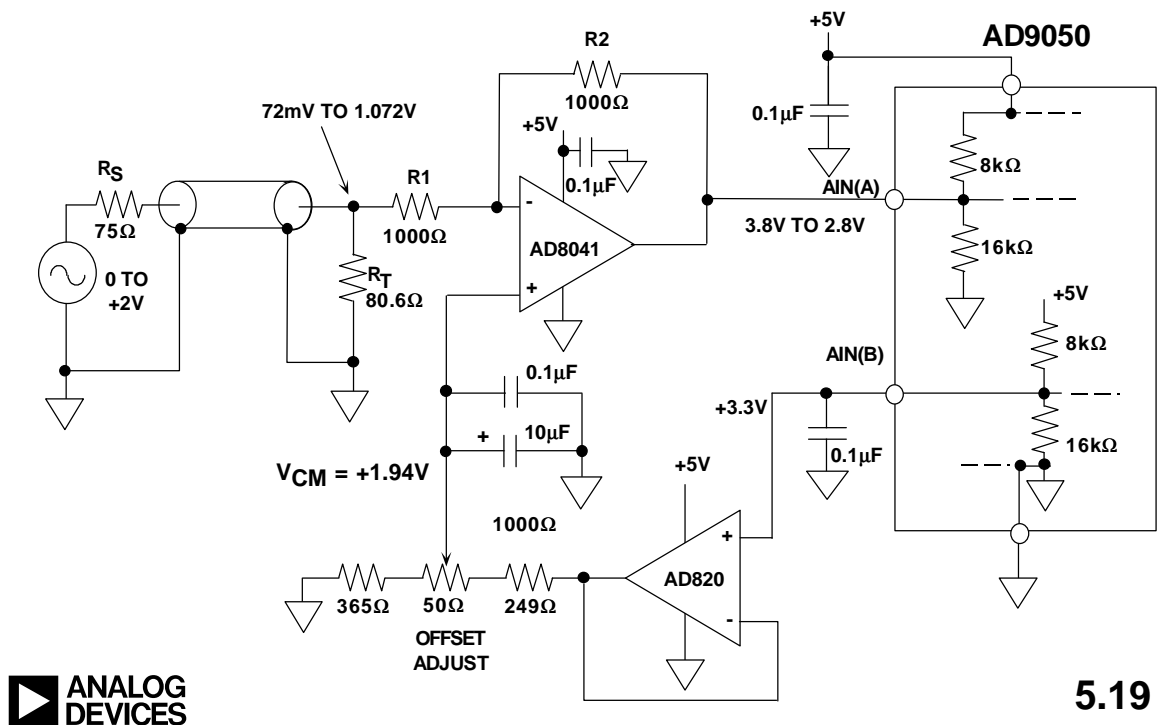 +5V
AD9050
R2
1000Ω
72mV TO 1.072V
0.1μF
+5V
8kΩ
RS
R1
0.1μF
AIN(A)
75Ω
1000Ω
-
AD8041
3.8V TO 2.8V
16kΩ
RT
80.6Ω
0 TO
+2V
+
+5V
8kΩ
AIN(B)
0.1μF
+3.3V
+ 10μF
0.1μF
16kΩ
VCM = +1.94V
+5V
1000Ω
+
AD820
365Ω
50Ω
249Ω
-
OFFSET
ADJUST
ANALOG
DEVICES
5.19